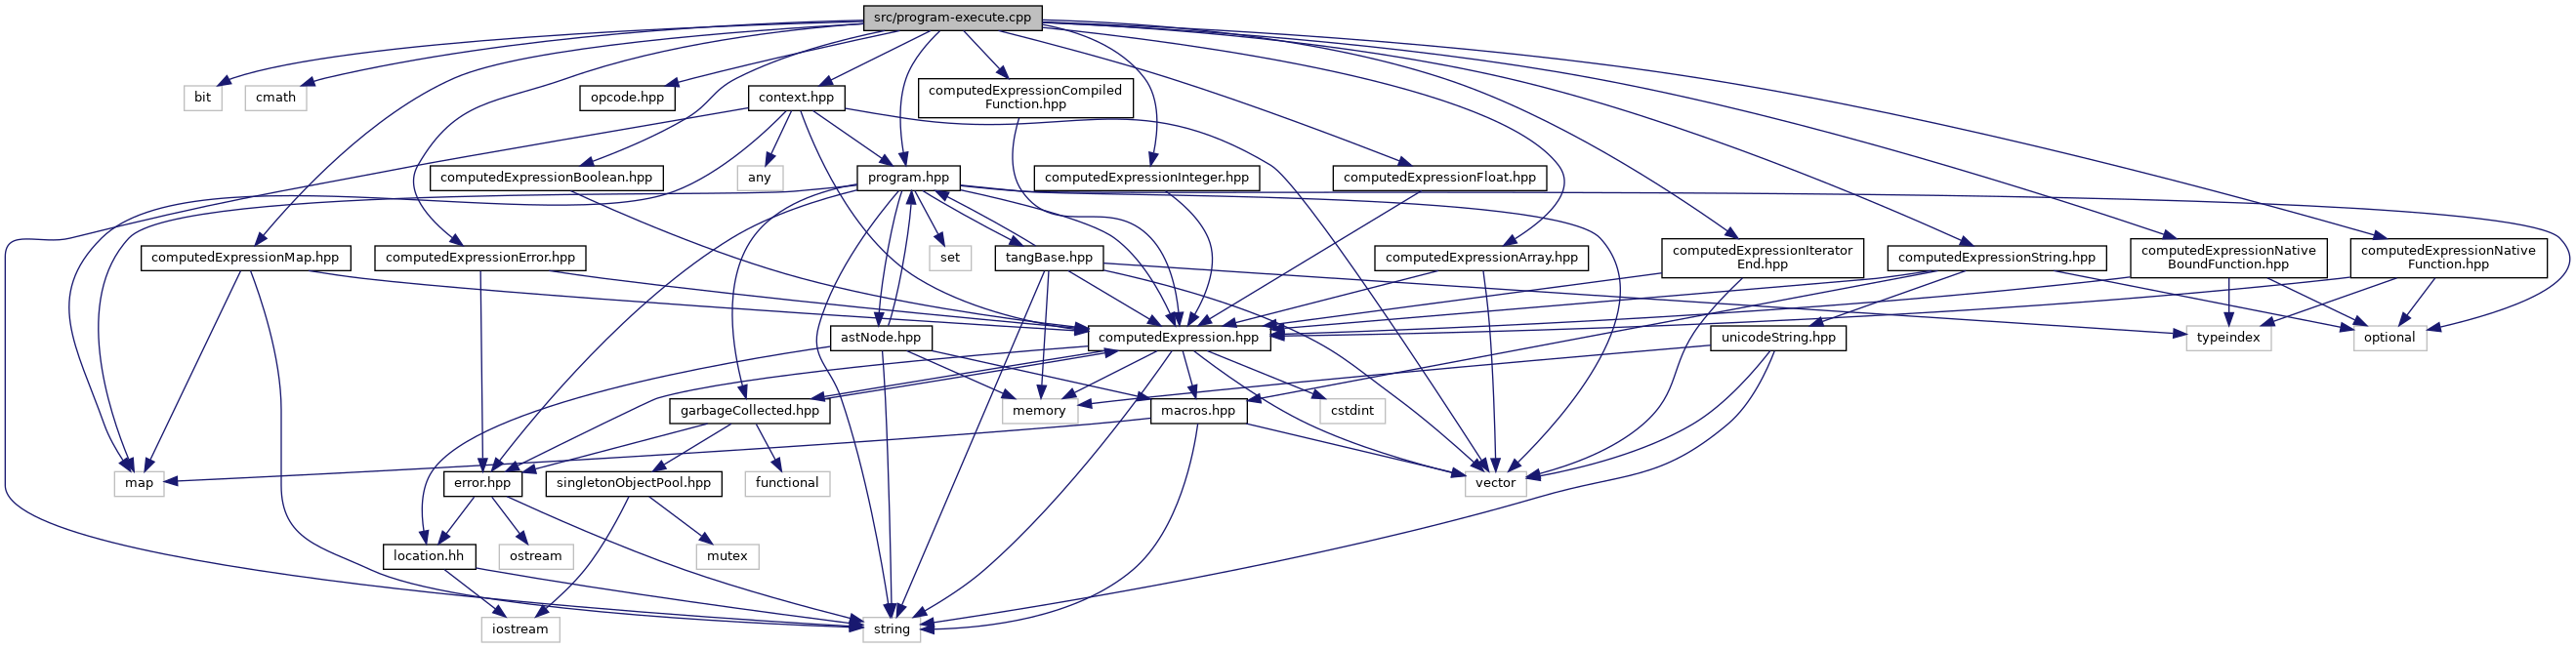 src/program-execute.cpp
bit
cmath
opcode.hpp
context.hpp
computedExpressionCompiled
Function.hpp
computedExpressionBoolean.hpp
any
program.hpp
computedExpressionInteger.hpp
computedExpressionFloat.hpp
computedExpressionMap.hpp
computedExpressionError.hpp
set
tangBase.hpp
computedExpressionArray.hpp
computedExpressionIterator
End.hpp
computedExpressionString.hpp
computedExpressionNative
BoundFunction.hpp
computedExpressionNative
Function.hpp
astNode.hpp
computedExpression.hpp
unicodeString.hpp
typeindex
optional
garbageCollected.hpp
memory
macros.hpp
cstdint
map
error.hpp
singletonObjectPool.hpp
functional
vector
location.hh
ostream
mutex
iostream
string